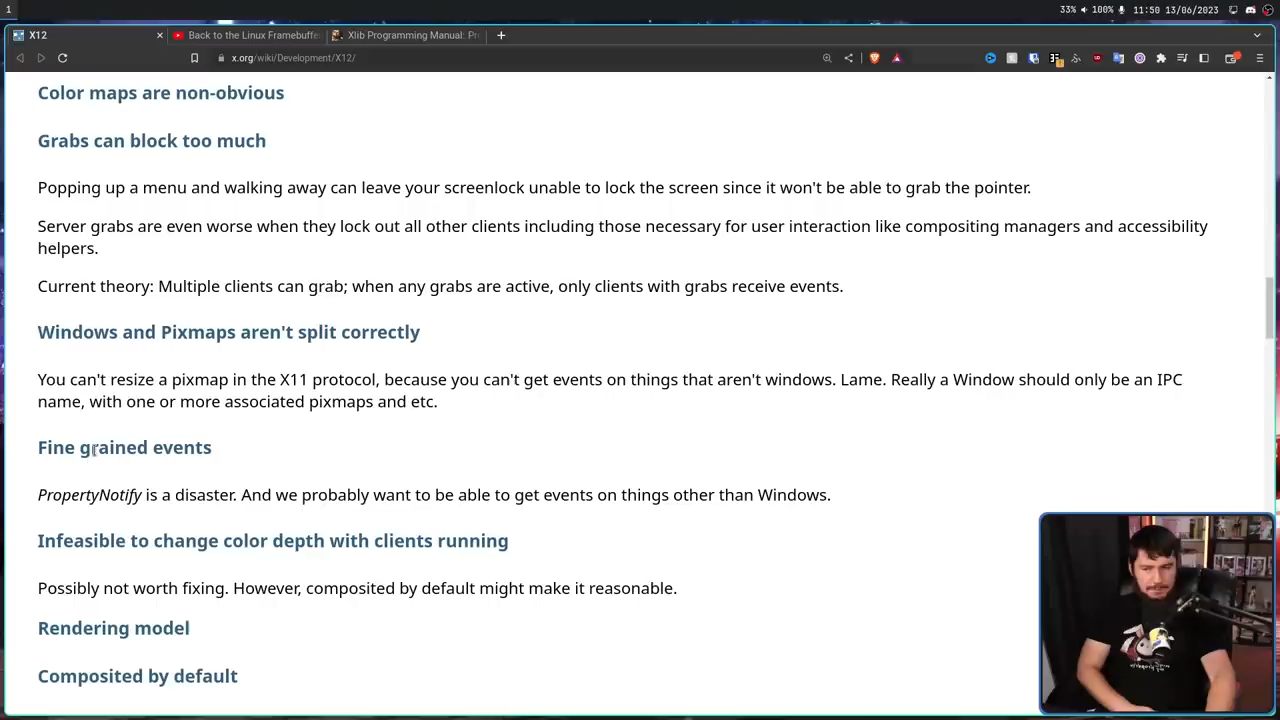 1
33%
100%
11:50 13/06/2023
X12
Back to the Linux Framebuffe
Xlib Programming Manual: Pr
x.org/wiki/Development/X12/
Color maps are non-obvious
Grabs can block too much
Popping up a menu and walking away can leave your screenlock unable to lock the screen since it won't be able to grab the pointer.
Server grabs are even worse when they lock out all other clients including those necessary for user interaction like compositing managers and accessibility
helpers.
Current theory: Multiple clients can grab; when any grabs are active, only clients with grabs receive events.
Windows and Pixmaps aren't split correctly
You can't resize a pixmap in the X11 protocol, because you can't get events on things that aren't windows. Lame. Really a Window should only be an IPC
name, with one or more associated pixmaps and etc.
Fine grained events
PropertyNotify is a disaster. And we probably want to be able to get events on things other than Windows.
Infeasible to change color depth with clients running
Possibly not worth fixing. However, composited by default might make it reasonable.
Rendering model
Composited by default